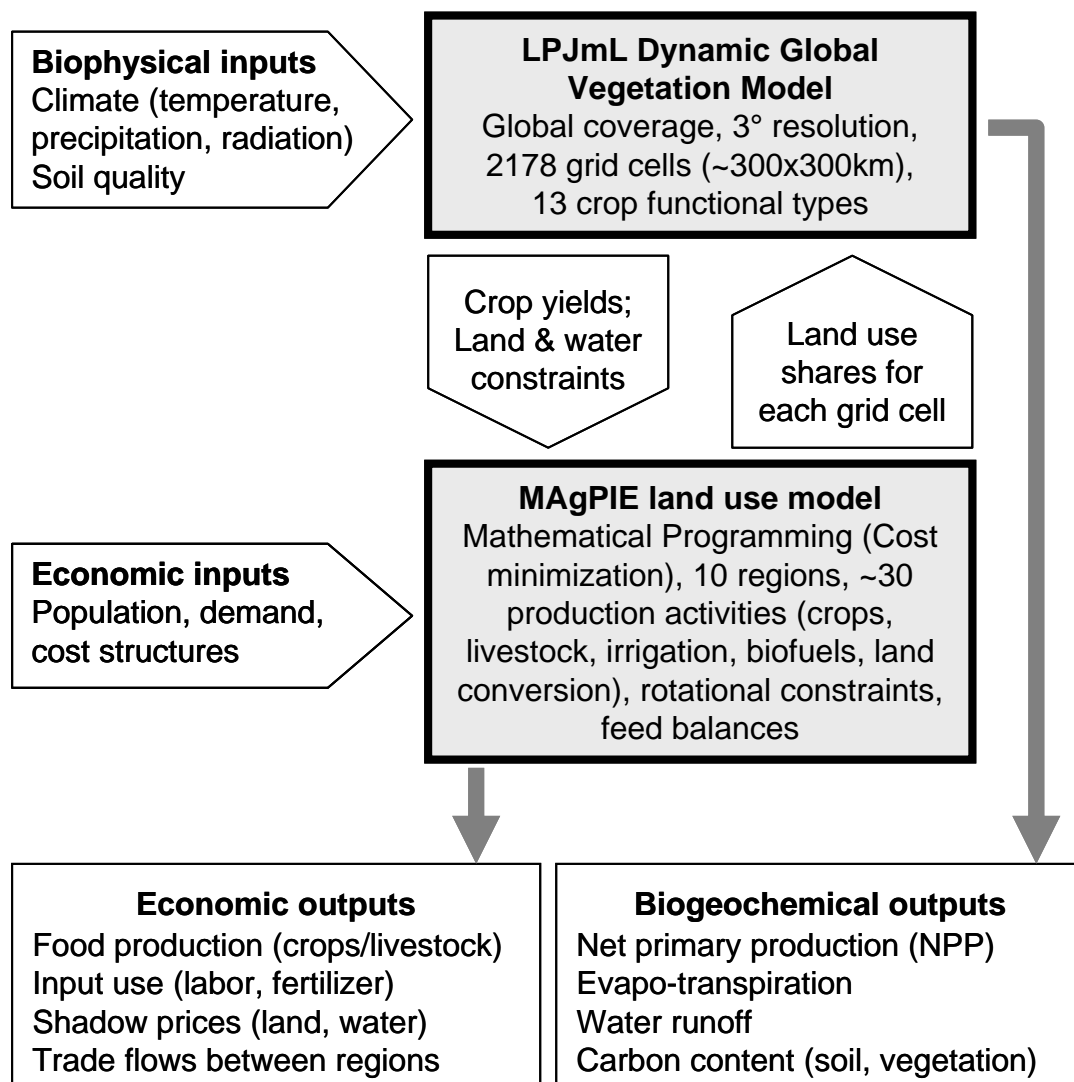 Biophysical inputs
Climate (temperature,
precipitation, radiation)
Soil quality
LPJmL Dynamic Global
Vegetation Model
Global coverage, 3° resolution,
2178 grid cells (~300x300km),
13 crop functional types
Crop yields;
Land & water
constraints
Land use
shares for
each grid cell
Economic inputs
Population, demand,
cost structures
MAgPIE land use model
Mathematical Programming (Cost
minimization), 10 regions, ~30
production activities (crops,
livestock, irrigation, biofuels, land
conversion), rotational constraints,
feed balances
Economic outputs
Food production (crops/livestock)
Input use (labor, fertilizer)
Shadow prices (land, water)
Trade flows between regions
Biogeochemical outputs
Net primary production (NPP)
Evapo-transpiration
Water runoff
Carbon content (soil, vegetation)